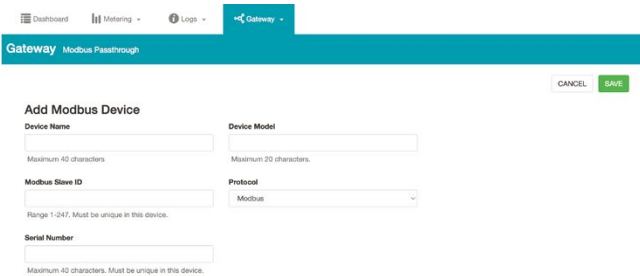 Dashboard Metering Logs Gateway
Gateway Modbus Passthrough
CANCEL SAVE
Add Modbus Device
Device Name Device Model
Maximum 40 characters Maximum 20 characters.
Modbus Slave ID Protocol
Modbus
Range 1-247. Must be unique in this device.
Serial Number
Maximum 40 characters. Must be unique in this device.